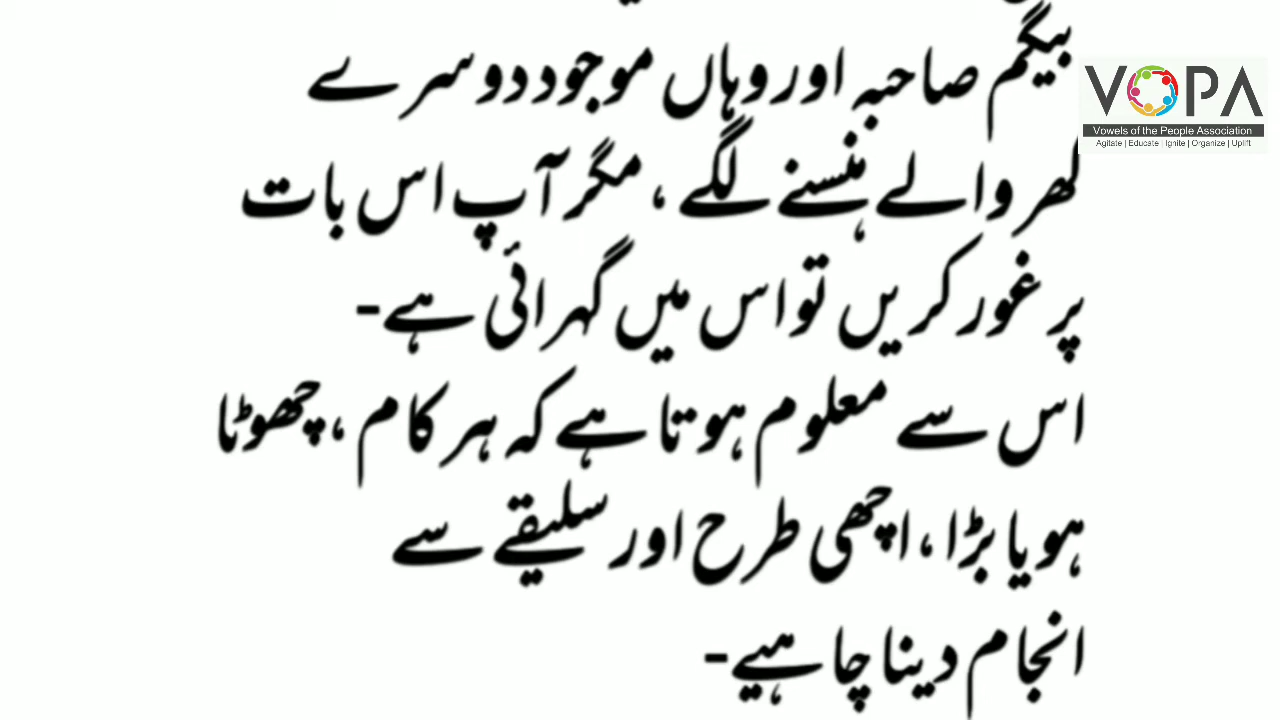 بیگم صاحبہ اور وہاں موجود دوسرے
گھر والے ہنسنے لگے ، مگر آپ اس بات
پر غور کریں تو اس میں گہرائی ہے-
اس سے معلوم ہوتا ہے کہ ہر کام ، چھوٹا
ہو یا بڑا ، اچھی طرح اور سلیقے سے
انجام دینا چاہیے-
VOPA
Vowels of the People Association
Agitate | Educate | Ignite | Organize | Uplift